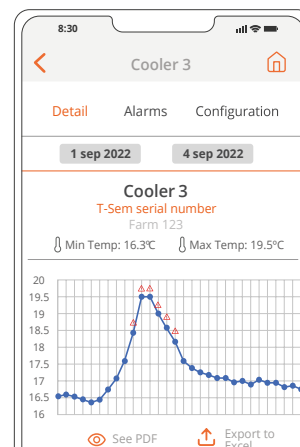 8:30
Cooler 3
Detail Alarms Configuration
1 sep 2022 4 sep 2022
Cooler 3
T-Sem serial number
Farm 123
Min Temp: 16.3ºC Max Temp: 19.5ºC
20
19.5
19
18.5
18
17.5
17
16.5
16
See PDF Export to
Excel